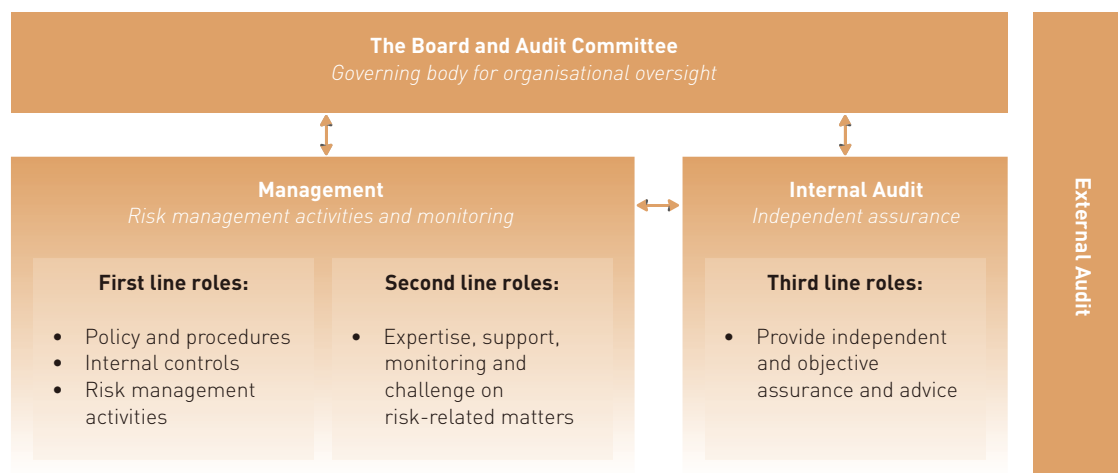 The Board and Audit Committee
Governing body for organisational oversight
Management
Risk management activities and monitoring
First line roles:
• Policy and procedures
• Internal controls
• Risk management
activities
Second line roles:
• Expertise, support,
monitoring and
challenge on
risk-related matters
Internal Audit
Independent assurance
Third line roles:
• Provide independent
and objective
assurance and advice
External Audit